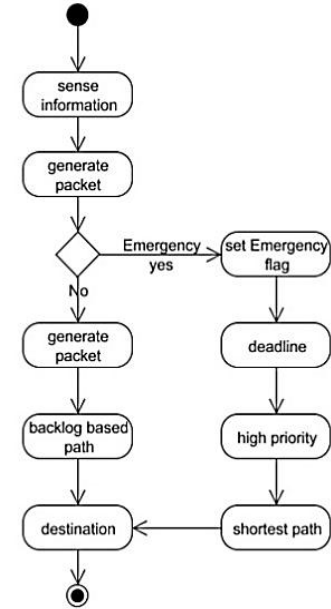 sense
information
generate
packet
Emergency
yes
set Emergency
flag
No
generate
packet
deadline
backlog based
path
high priority
destination
shortest path